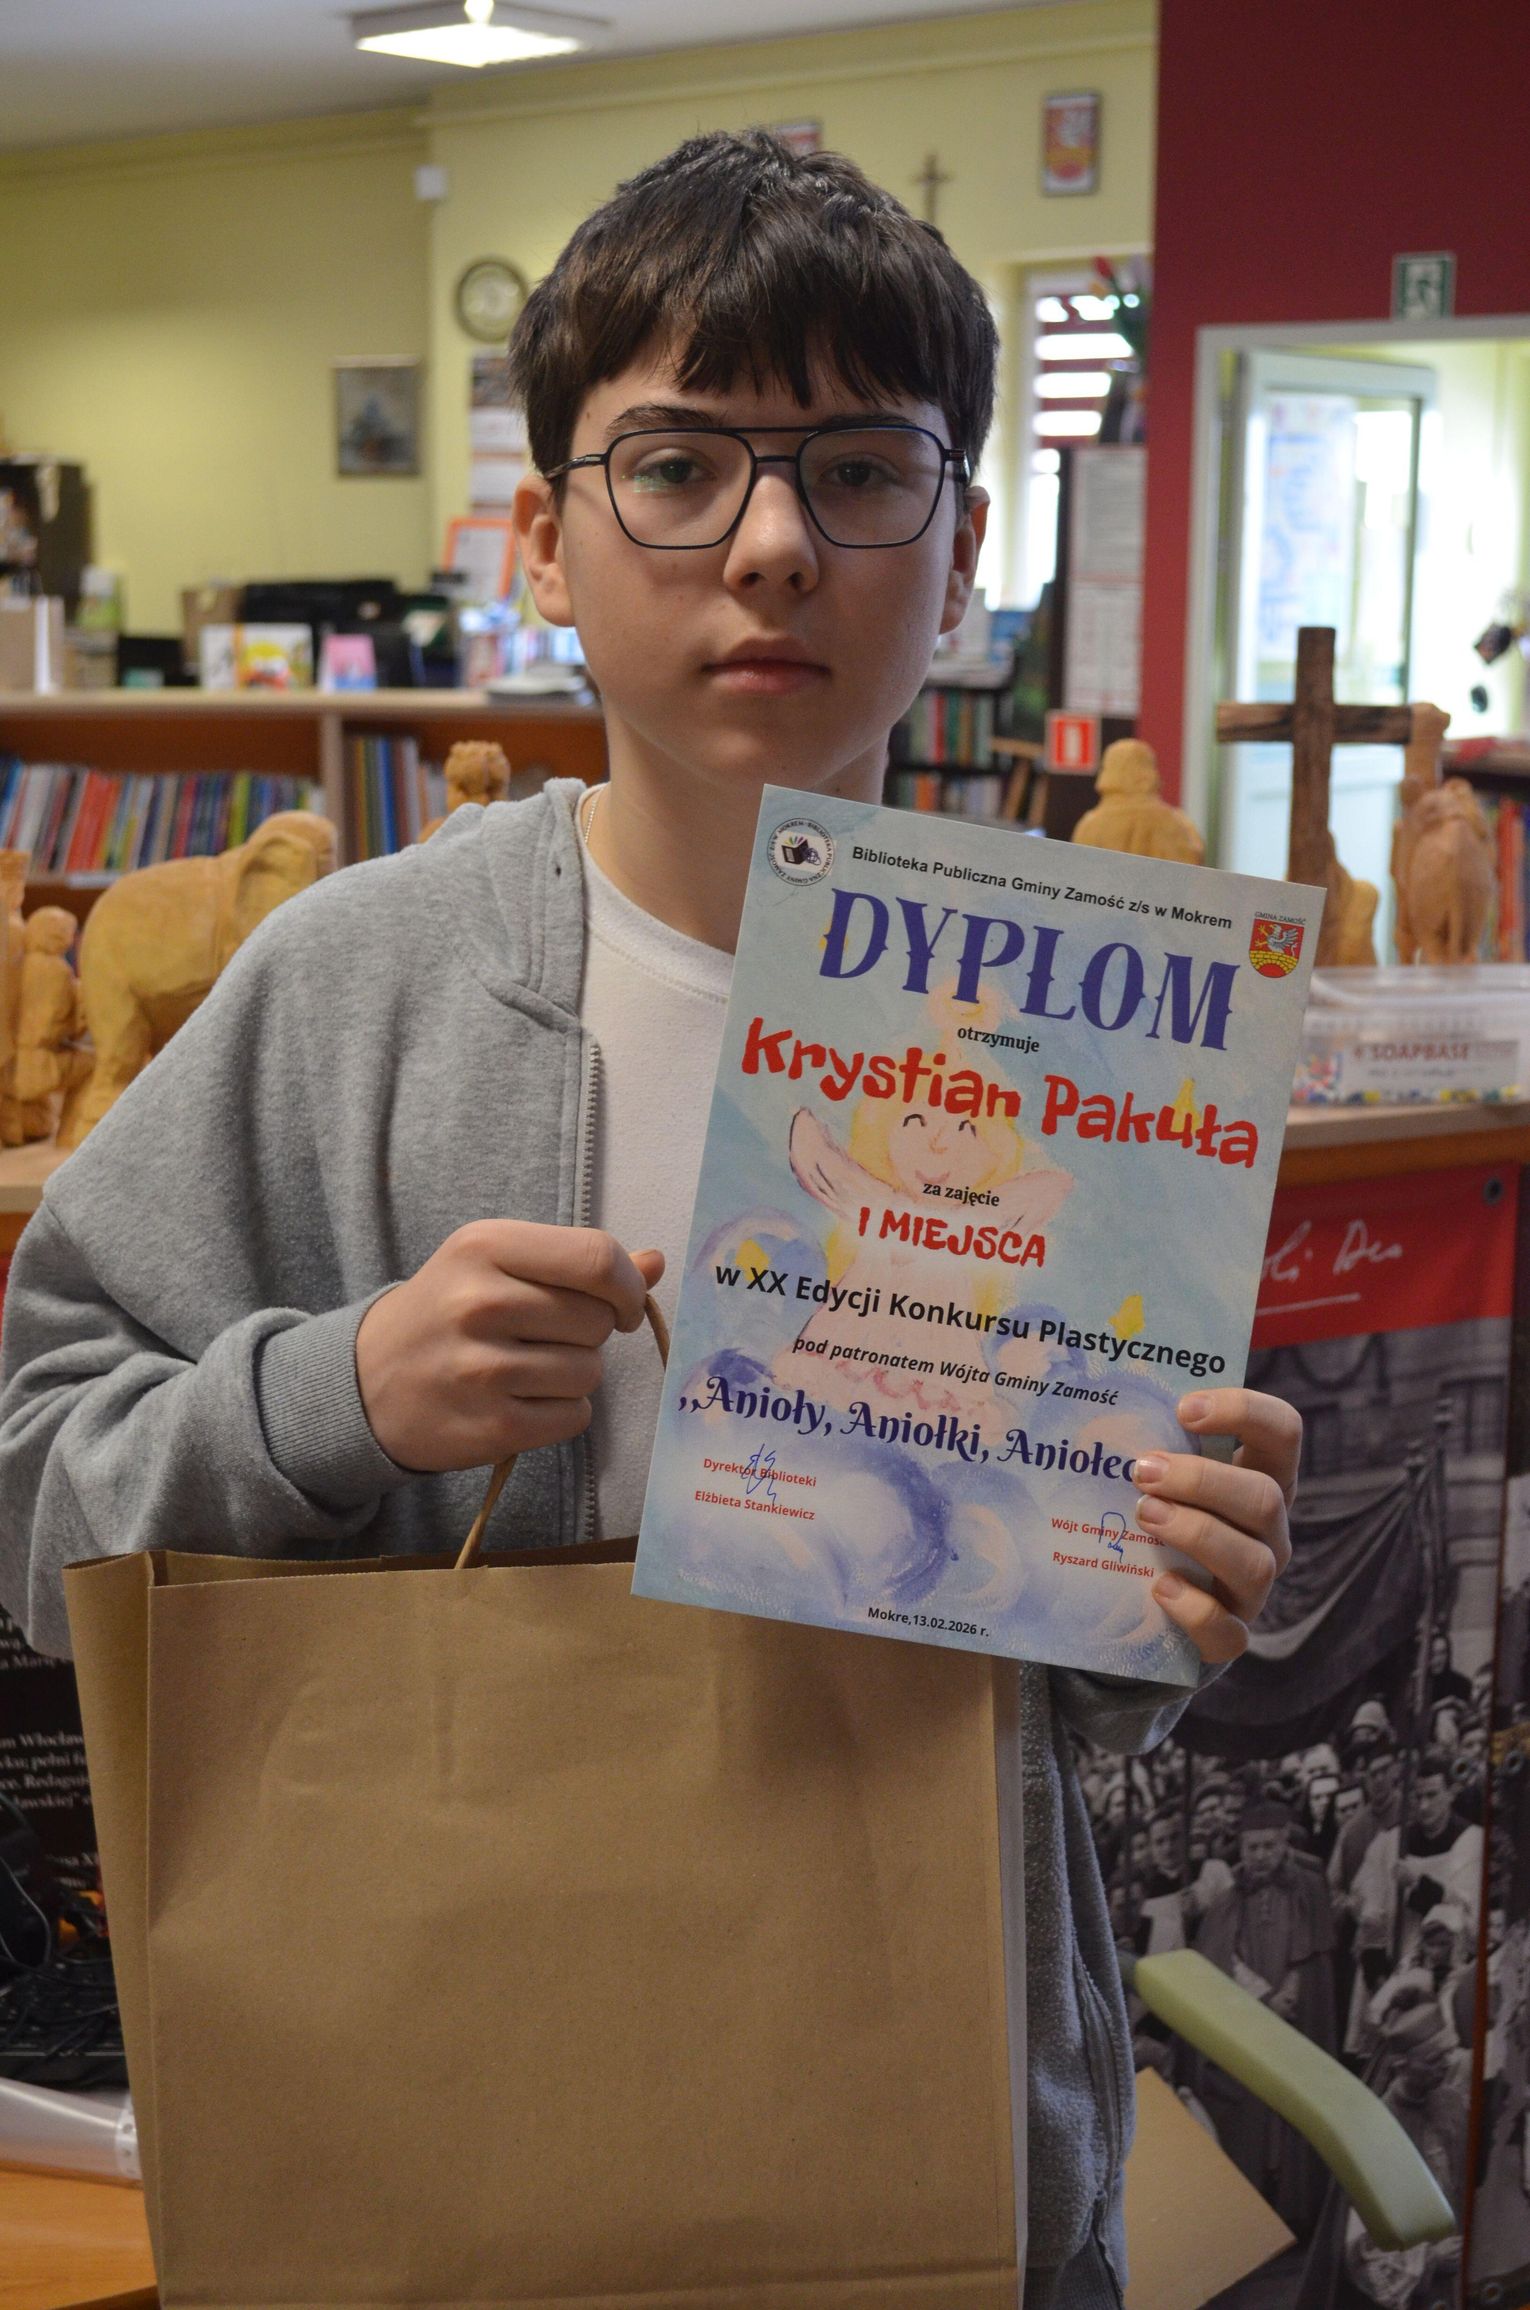 Biblioteka Publiczna Gminy Zamość z/s w Mokrem
GMINA ZAMOŚĆ
DYPLOM
otrzymuje
Krystian Pakuła
za zajęcie
I MIEJSCA
w XX Edycji Konkursu Plastycznego
pod patronatem Wójta Gminy Zamość
,,Anioły, Aniołki, Aniołec
Dyrektor Biblioteki
Elżbieta Stankiewicz
Wójt Gminy Zamoś
Ryszard Gliwiński
Mokre,13.02.2026 r.
SOAPBASE